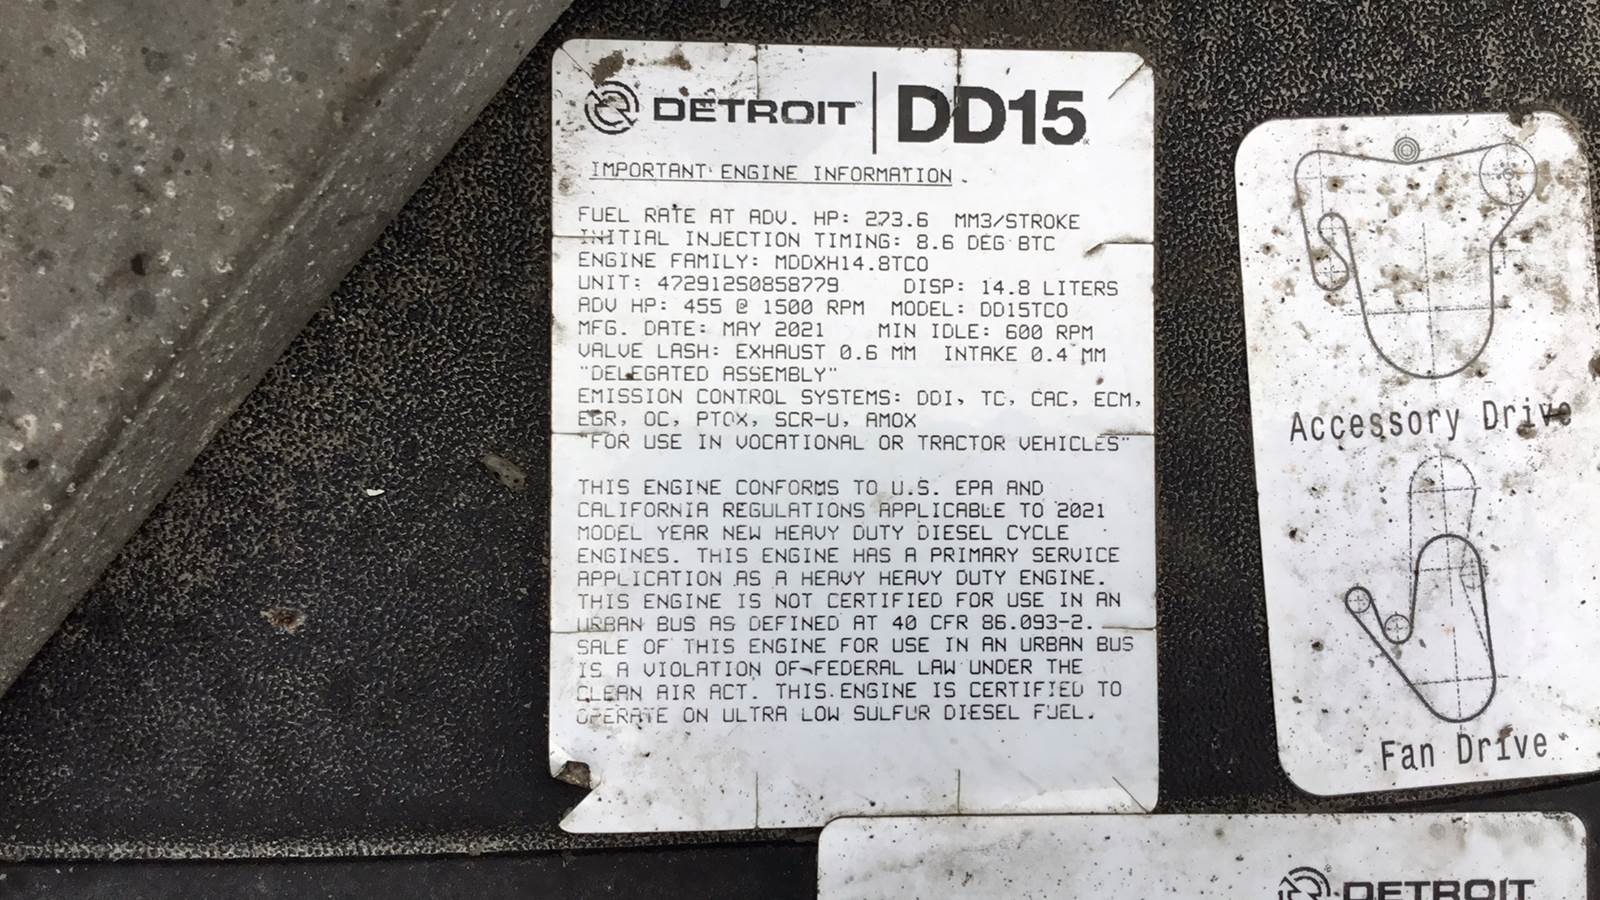 DETROIT | DD15
IMPORTANT ENGINE INFORMATION
FUEL RATE AT ADV. HP: 273.6 MM3/STROKE
INITIAL INJECTION TIMING: 8.6 DEG BTC
ENGINE FAMILY: MDDXH14.8TCO
UNIT: 472912S0858779 DISP: 14.8 LITERS
ADV HP: 455 @ 1500 RPM MODEL: DD15TCO
MFG. DATE: MAY 2021 MIN IDLE: 600 RPM
VALVE LASH: EXHAUST 0.6 MM INTAKE 0.4 MM
"DELEGATED ASSEMBLY"
EMISSION CONTROL SYSTEMS: DDI, TC, CAC, ECM,
EGR, OC, PTOX, SCR-U, AMOX
"FOR USE IN VOCATIONAL OR TRACTOR VEHICLES"
THIS ENGINE CONFORMS TO U.S. EPA AND
CALIFORNIA REGULATIONS APPLICABLE TO 2021
MODEL YEAR NEW HEAVY DUTY DIESEL CYCLE
ENGINES. THIS ENGINE HAS A PRIMARY SERVICE
APPLICATION AS A HEAVY HEAVY DUTY ENGINE.
THIS ENGINE IS NOT CERTIFIED FOR USE IN AN
URBAN BUS AS DEFINED AT 40 CFR 86.093-2.
SALE OF THIS ENGINE FOR USE IN AN URBAN BUS
IS A VIOLATION OF FEDERAL LAW UNDER THE
CLEAN AIR ACT. THIS ENGINE IS CERTIFIED TO
OPERATE ON ULTRA LOW SULFUR DIESEL FUEL.
Accessory Drive
Fan Drive
DETROIT